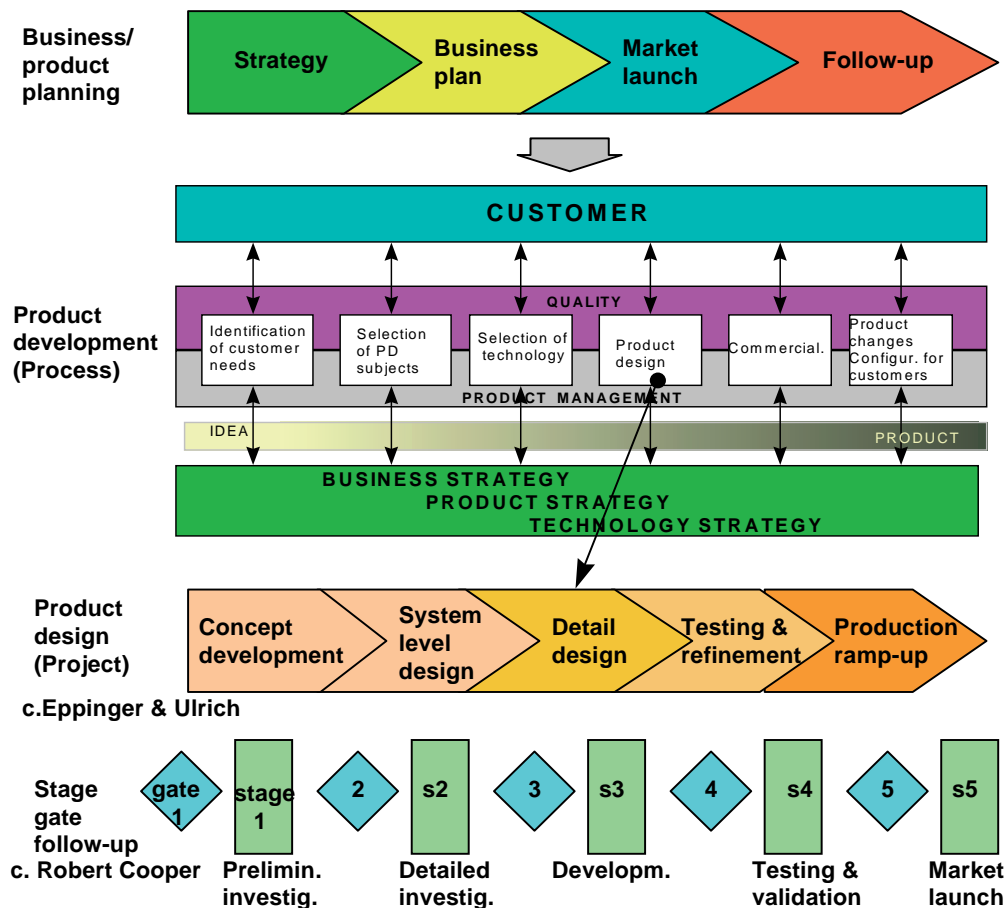 Business/
product
planning
Strategy
Business
plan
Market
launch
Follow-up
CUSTOMER
Product
development
(Process)
QUALITY
Identification
of customer
needs
Selection
of PD
subjects
Selection of
technology
Product
design
Commercial.
Product
changes
Configur. for
customers
PRODUCT MANAGEMENT
IDEA
PRODUCT
BUSINESS STRATEGY
PRODUCT STRATEGY
TECHNOLOGY STRATEGY
Product
design
(Project)
Concept
development
System
level
design
Detail
design
Testing &
refinement
Production
ramp-up
c.Eppinger & Ulrich
Stage
gate
follow-up
c. Robert Cooper
gate
1
stage
1
2
s2
3
s3
4
s4
5
s5
Prelimin.
investig.
Detailed
investig.
Developm.
Testing &
validation
Market
launch